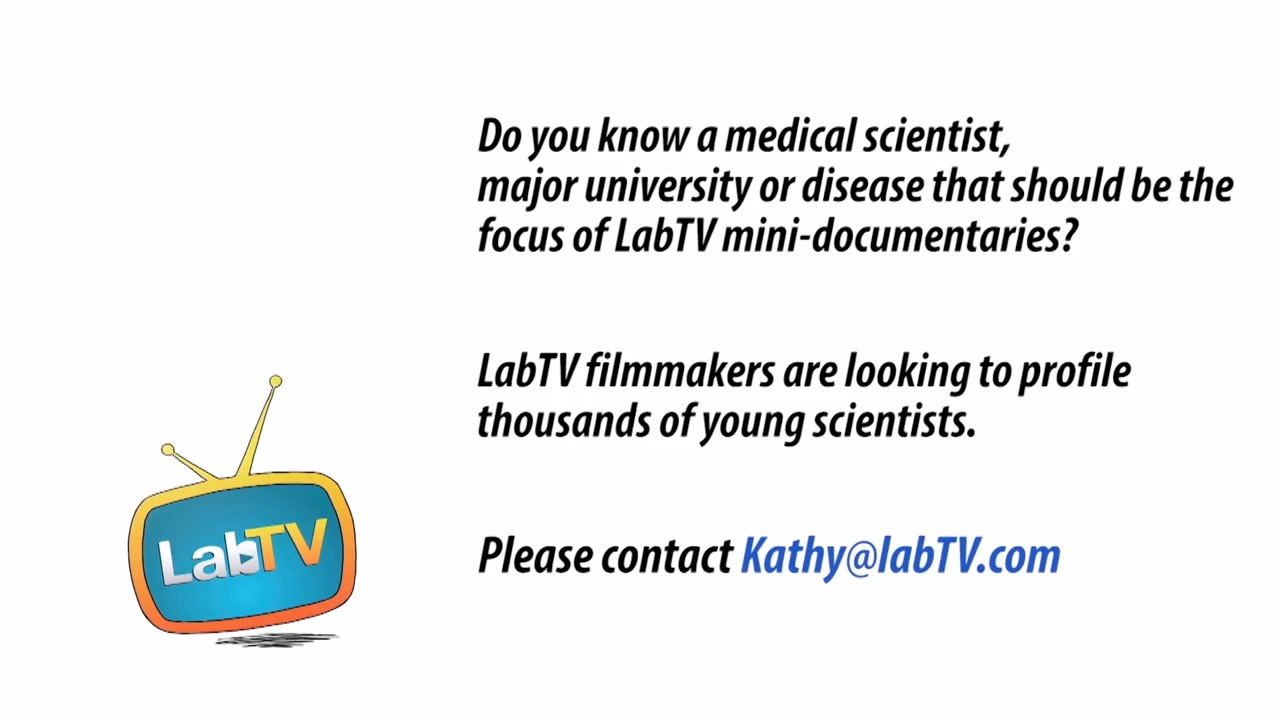 Do you know a medical scientist,
major university or disease that should be the
focus of LabTV mini-documentaries?
LabTV filmmakers are looking to profile
thousands of young scientists.
LabTV
Please contact Kathy@labTV.com